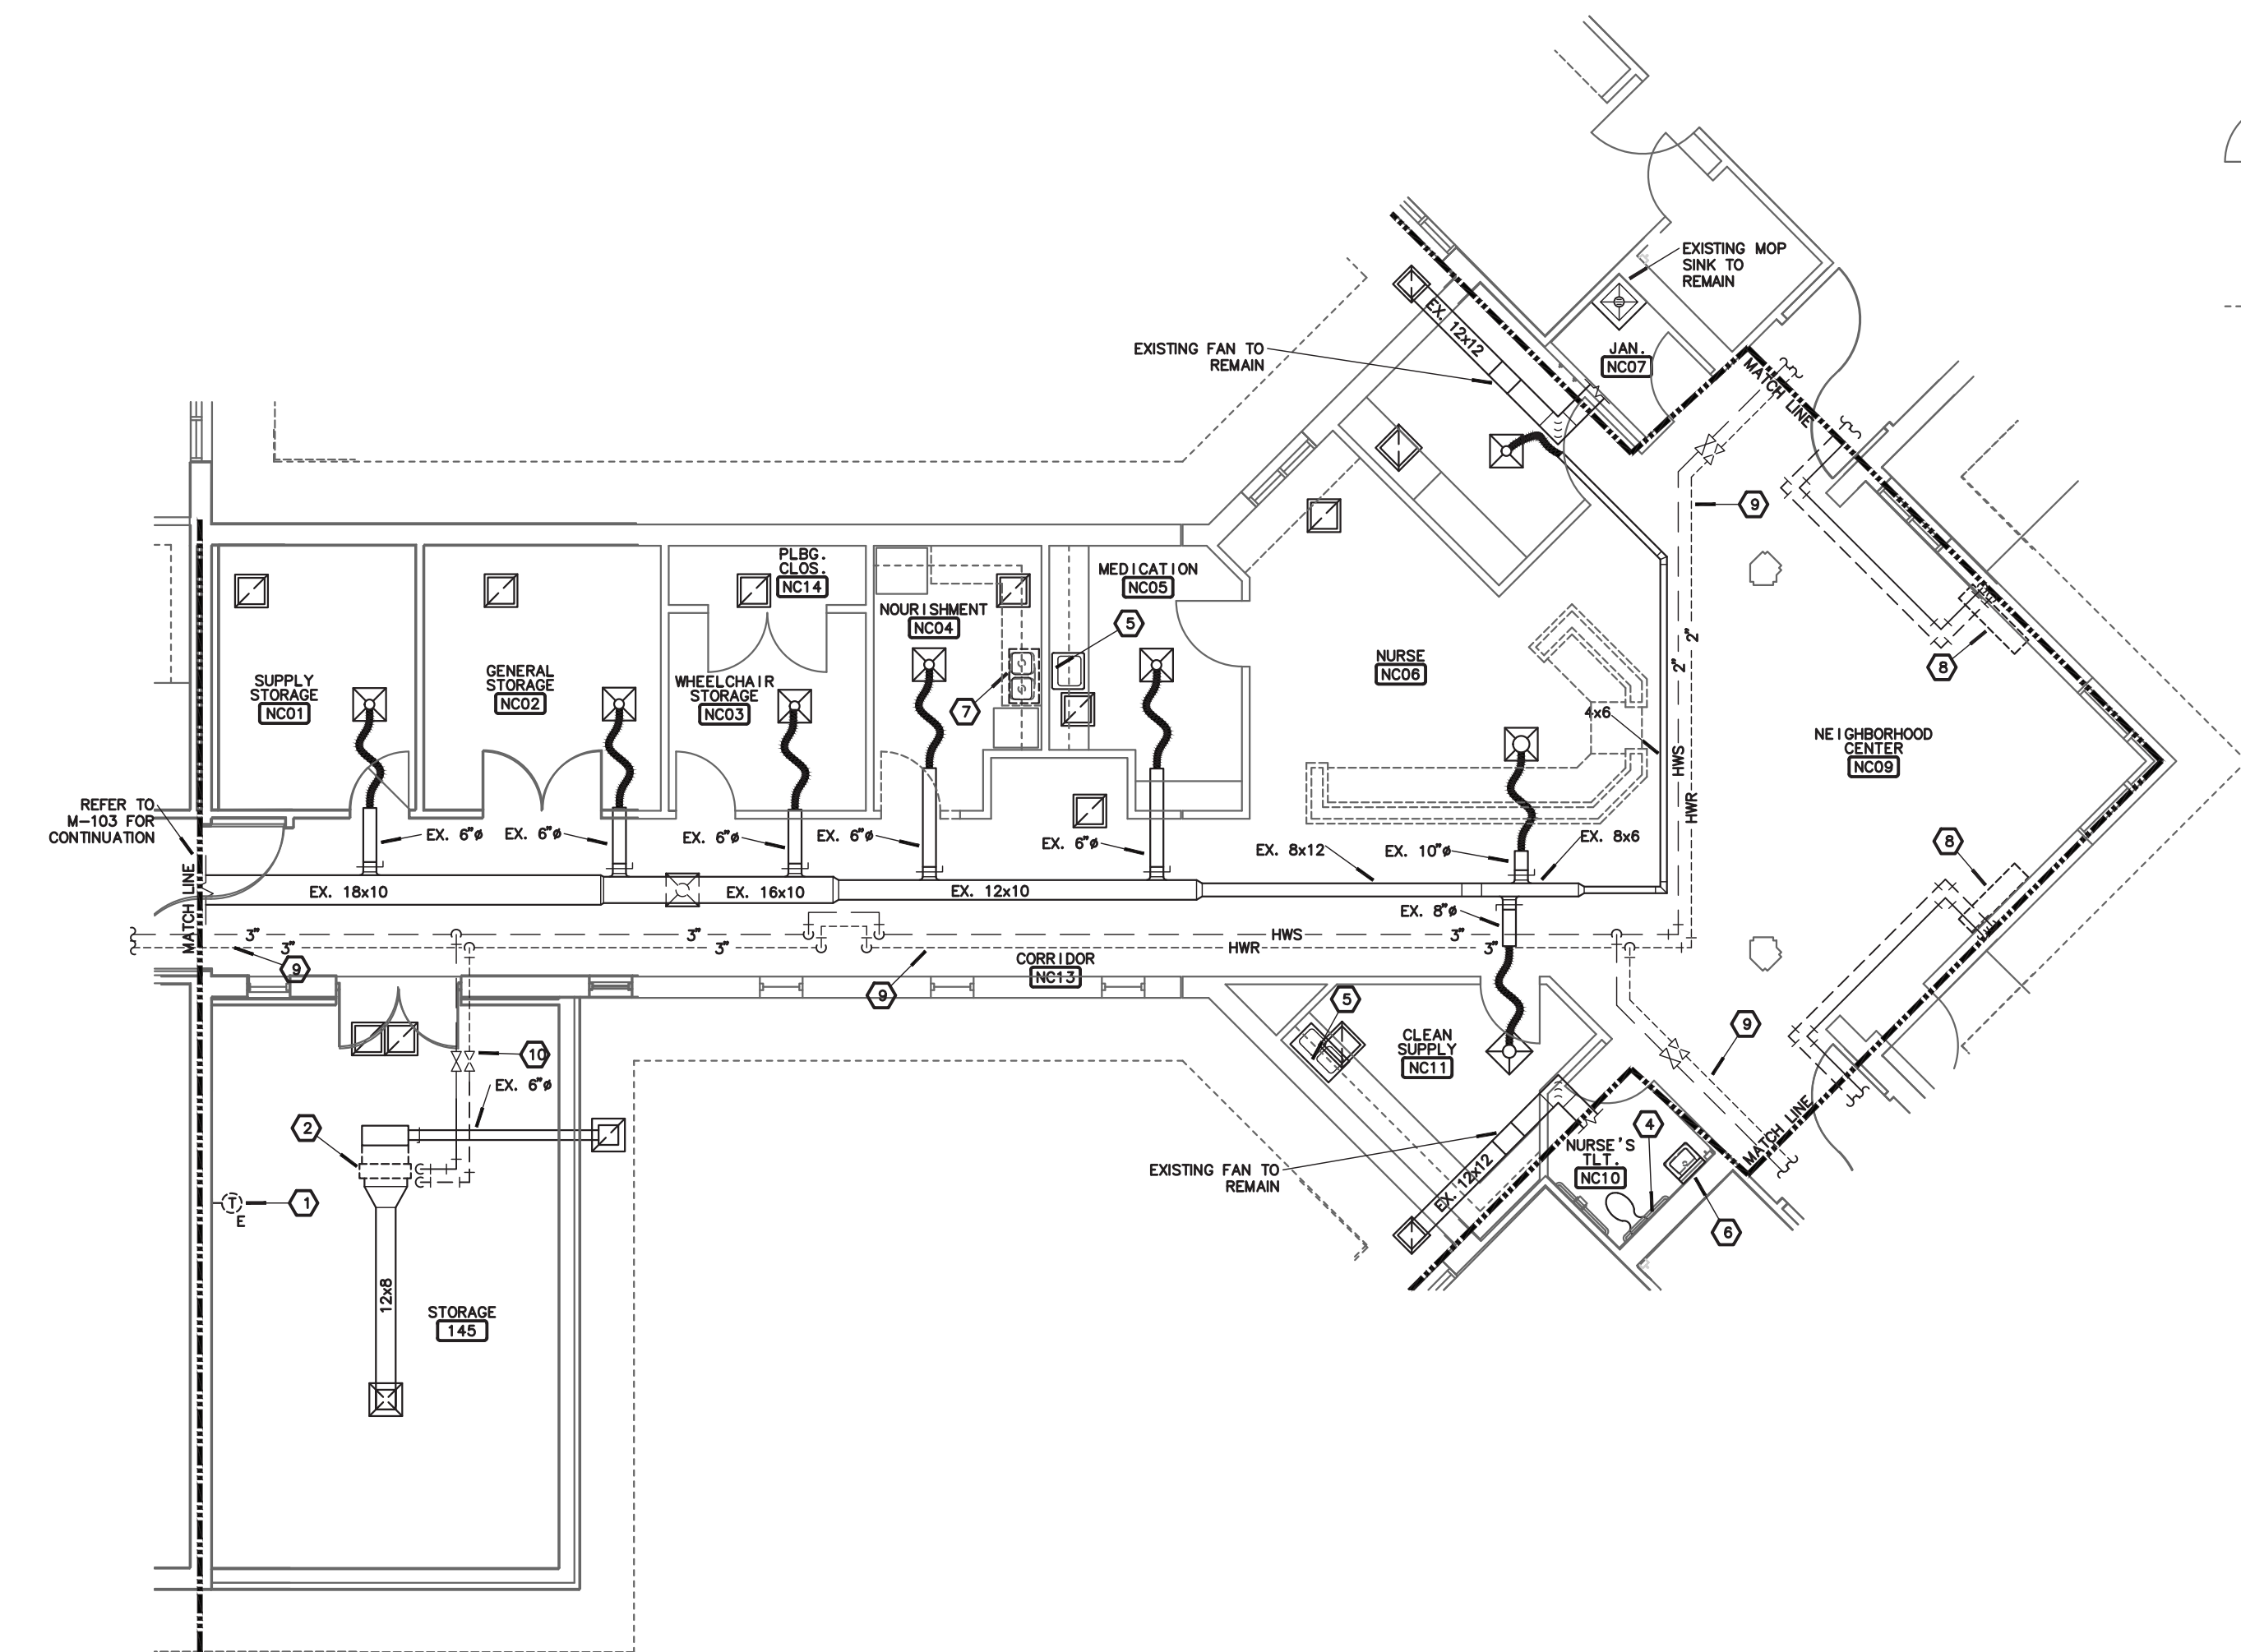 EXISTING MOP
SINK TO
REMAIN
EX. 12x12
EXISTING FAN TO
REMAIN
JAN.
NC07
MATCH LINE
9
PLBG.
CLOS.
NC14
MEDICATION
NC05
NOURISHMENT
NC04
5
8
SUPPLY
STORAGE
NC01
GENERAL
STORAGE
NC02
WHEELCHAIR
STORAGE
NC03
7
NURSE
NC06
2"
2"
4x6
HWS
HWR
NEIGHBORHOOD
CENTER
NC09
REFER TO
M-103 FOR
CONTINUATION
EX. 6"ø
EX. 6"ø
EX. 6"ø
EX. 6"ø
EX. 6"ø
EX. 8x12
EX. 10"ø
EX. 8x6
8
EX. 18x10
EX. 16x10
EX. 12x10
EX. 8"ø
MATCH LINE
3"
3"
3"
3"
HWS
HWR
3"
3"
9
9
CORRIDOR
NC13
5
CLEAN
SUPPLY
NC11
9
10
EX. 6"ø
2
EXISTING FAN TO
REMAIN
EX. 12x12
NURSE'S
TLT.
NC10
4
6
MATCH LINE
T
E
1
12x8
STORAGE
145